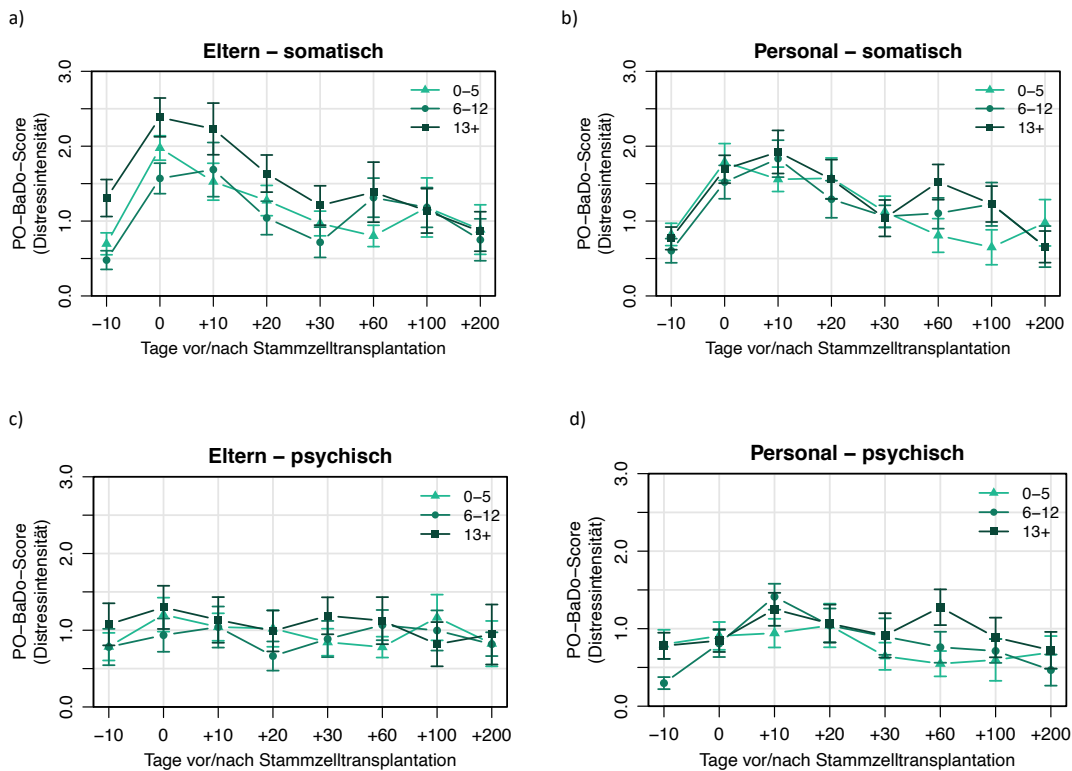 a)
Eltern – somatisch
PO−BaDo−Score
(Distressintensität)
3.0
2.0
1.0
0.0
0−5
6−12
13+
−10 0 +10 +20 +30 +60 +100 +200
Tage vor/nach Stammzelltransplantation
b)
Personal – somatisch
PO−BaDo−Score
(Distressintensität)
3.0
2.0
1.0
0.0
0−5
6−12
13+
−10 0 +10 +20 +30 +60 +100 +200
Tage vor/nach Stammzelltransplantation
c)
Eltern – psychisch
PO−BaDo−Score
(Distressintensität)
3.0
2.0
1.0
0.0
0−5
6−12
13+
−10 0 +10 +20 +30 +60 +100 +200
Tage vor/nach Stammzelltransplantation
d)
Personal – psychisch
PO−BaDo−Score
(Distressintensität)
3.0
2.0
1.0
0.0
0−5
6−12
13+
−10 0 +10 +20 +30 +60 +100 +200
Tage vor/nach Stammzelltransplantation